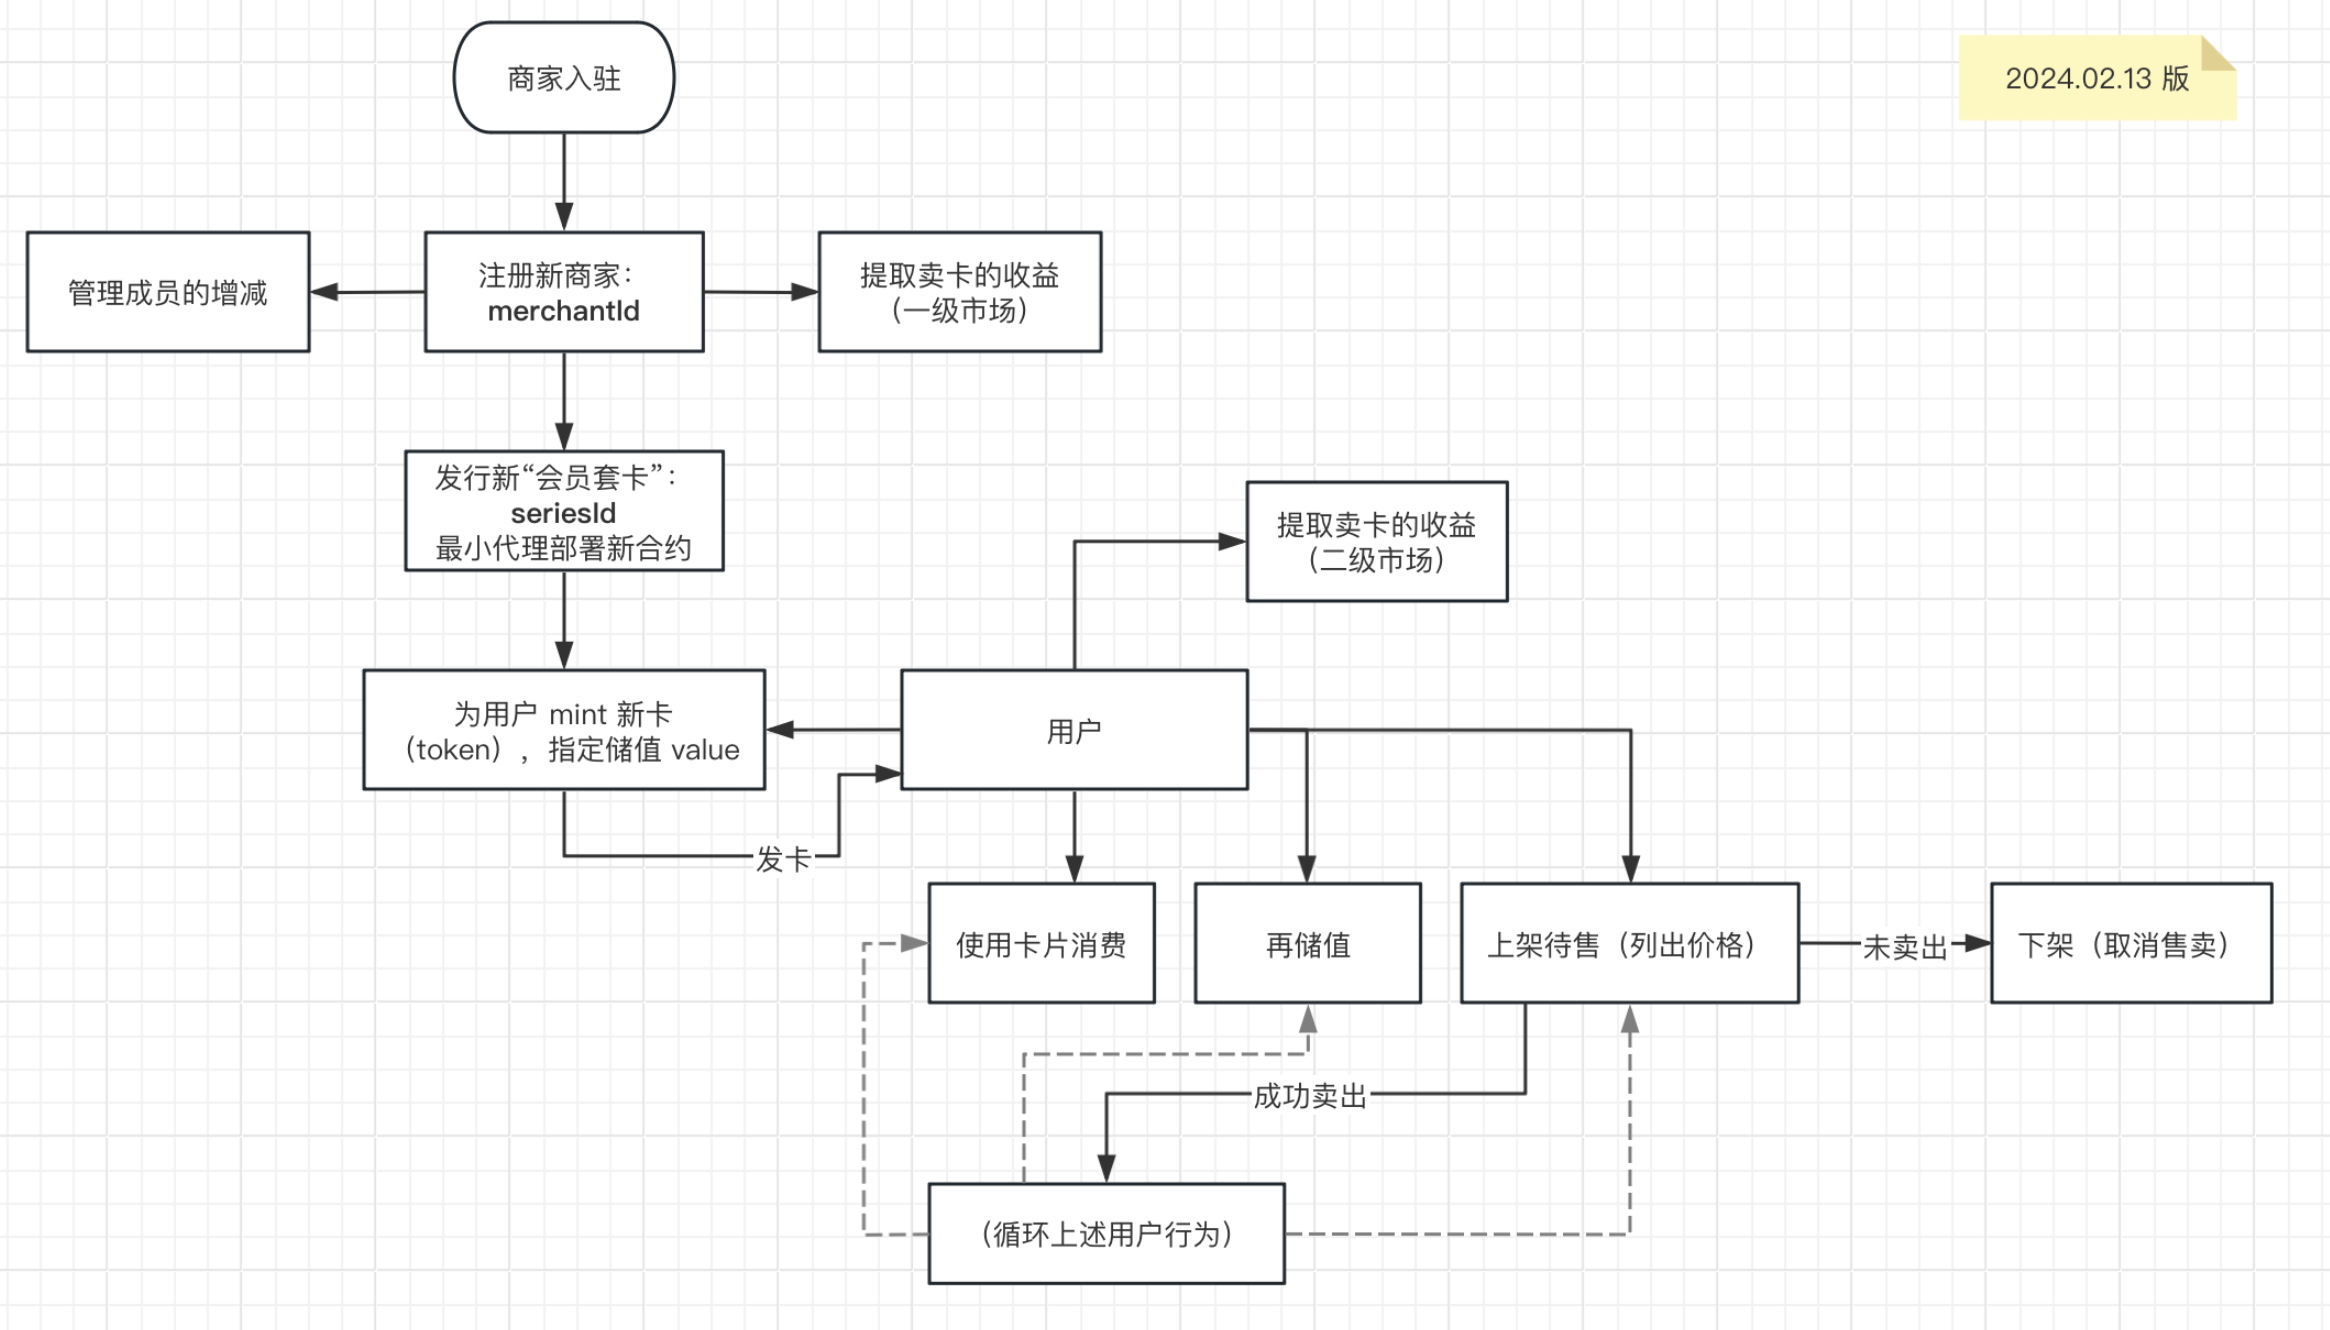 商家入驻
2024.02.13 版
管理成员的增减
注册新商家：
merchantId
提取卖卡的收益
（一级市场）
发行新“会员套卡”：
seriesId
最小代理部署新合约
提取卖卡的收益
（二级市场）
为用户 mint 新卡
（token），指定储值 value
用户
发卡
使用卡片消费
再储值
上架待售（列出价格）
未卖出
下架（取消售卖）
成功卖出
（循环上述用户行为）